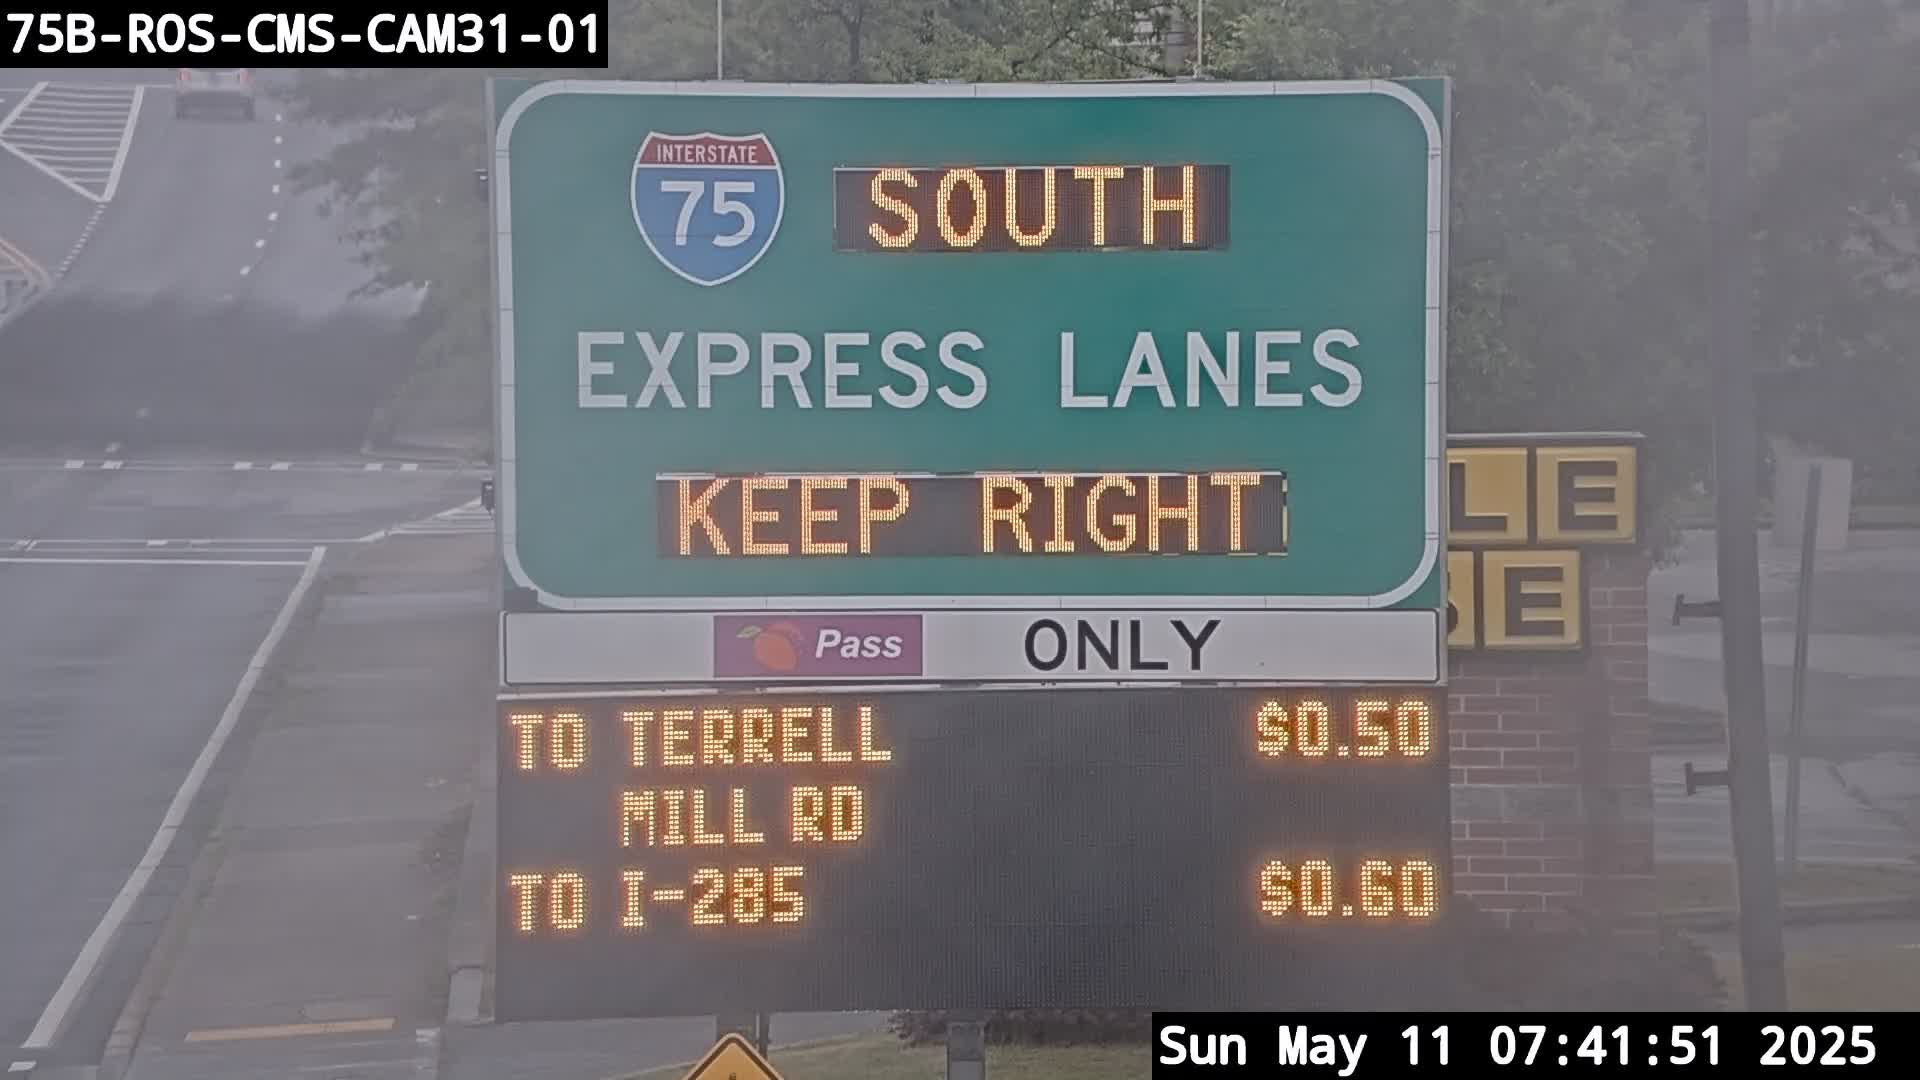 75B-ROS-CMS-CAM31-01
INTERSTATE
75
SOUTH
EXPRESS LANES
KEEP RIGHT
Pass ONLY
LE
E
TO TERRELL $0.50
MILL RD
TO I-285 $0.60
Sun May 11 07:41:51 2025